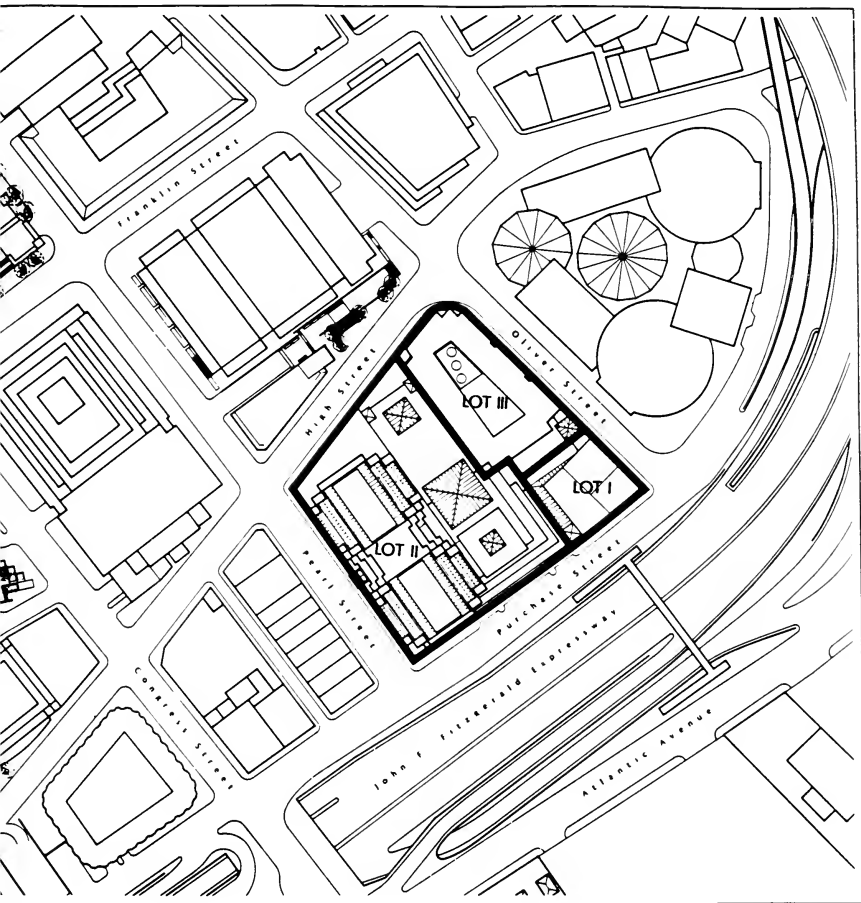 Franklin Street
Oliver Street
High Street
LOT III
LOT I
LOT II
Pearl Street
Purchase Street
John F Fitzgerald Expressway
Congress Street
Atlantic Avenue